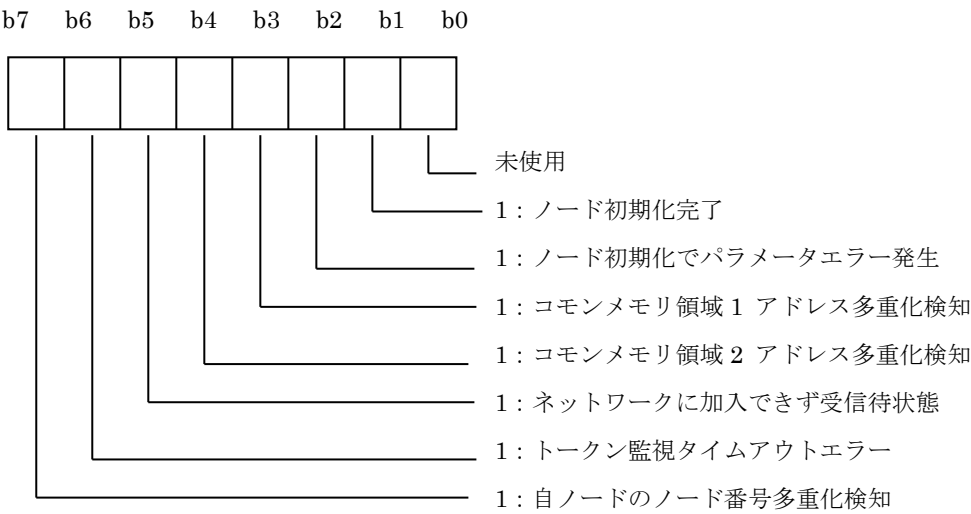 b7 b6 b5 b4 b3 b2 b1 b0
未使用
1：ノード初期化完了
1：ノード初期化でパラメータエラー発生
1：コモンメモリ領域 1 アドレス多重化検知
1：コモンメモリ領域 2 アドレス多重化検知
1：ネットワークに加入できず受信待状態
1：トークン監視タイムアウトエラー
1：自ノードのノード番号多重化検知